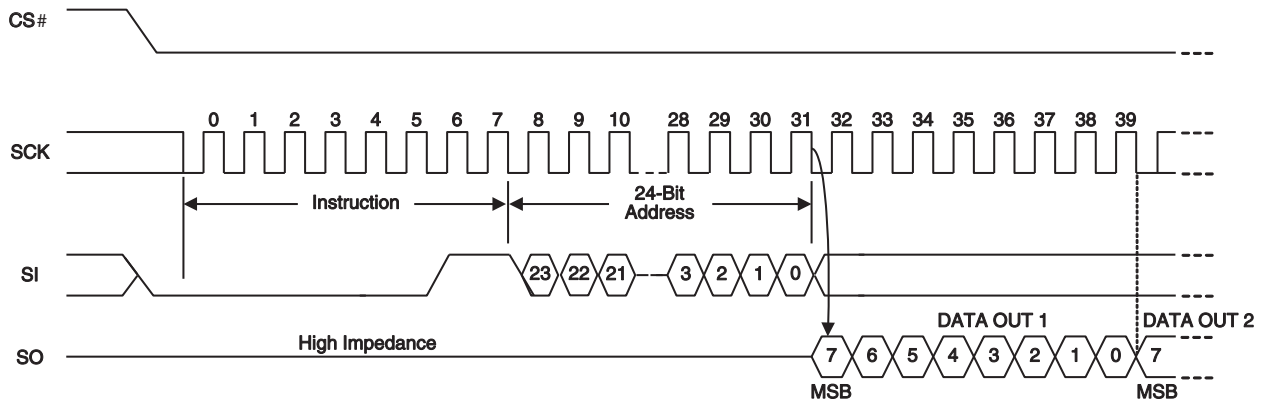 CS#
0 1 2 3 4 5 6 7 8 9 10 28 29 30 31 32 33 34 35 36 37 38 39
SCK
Instruction
24-Bit
Address
SI
23 22 21 3 2 1 0
DATA OUT 1
DATA OUT 2
High Impedance
SO
7 6 5 4 3 2 1 0 7
MSB
MSB